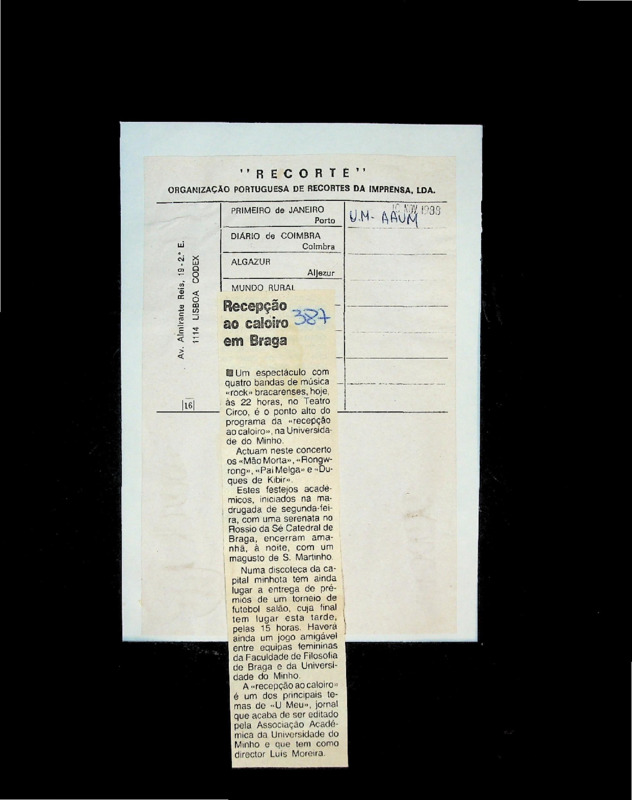 "RECORTE"
ORGANIZAÇÃO PORTUGUESA DE RECORTES DA IMPRENSA, LDA.
Av. Almirante Reis, 19-2.º E.
1114 LISBOA CODEX
16
PRIMEIRO de JANEIRO
Porto
DIÁRIO de COIMBRA
Coimbra
ALGAZUR
Aljezur
MUNDO RURAL
NOV
U.M- AAUM
387
Recepção
ao caloiro
em Braga
Um espectáculo com
quatro bandas de música
«rock» bracarenses, hoje,
às 22 horas, no Teatro
Circo, é o ponto alto do
programa da «recepção
ao caloiro», na Universida-
de do Minho.
Actuam neste concerto
os «Mão Morta», «Rongw-
rong», «Pai Melga» e «Du-
ques de Kibir».
Estes festejos acadé-
micos, iniciados na ma-
drugada de segunda-fei-
ra, com uma serenata no
Rossio da Sé Catedral de
Braga, encerram ama-
nhã, à noite, com um
magusto de S. Martinho.
Numa discoteca da ca-
pital minhota tem ainda
lugar a entrega de pré-
mios de um torneio de
futebol salão, cuja final
tem lugar esta tarde,
pelas 15 horas. Haverá
ainda um jogo amigável
entre equipas femininas
da Faculdade de Filosofia
de Braga e da Universi-
dade do Minho.
A «recepção ao caloiro»
é um dos principais te-
mas de «U Meu», jornal
que acaba de ser editado
pela Associação Acadé-
mica da Universidade do
Minho e que tem como
director Luís Moreira.